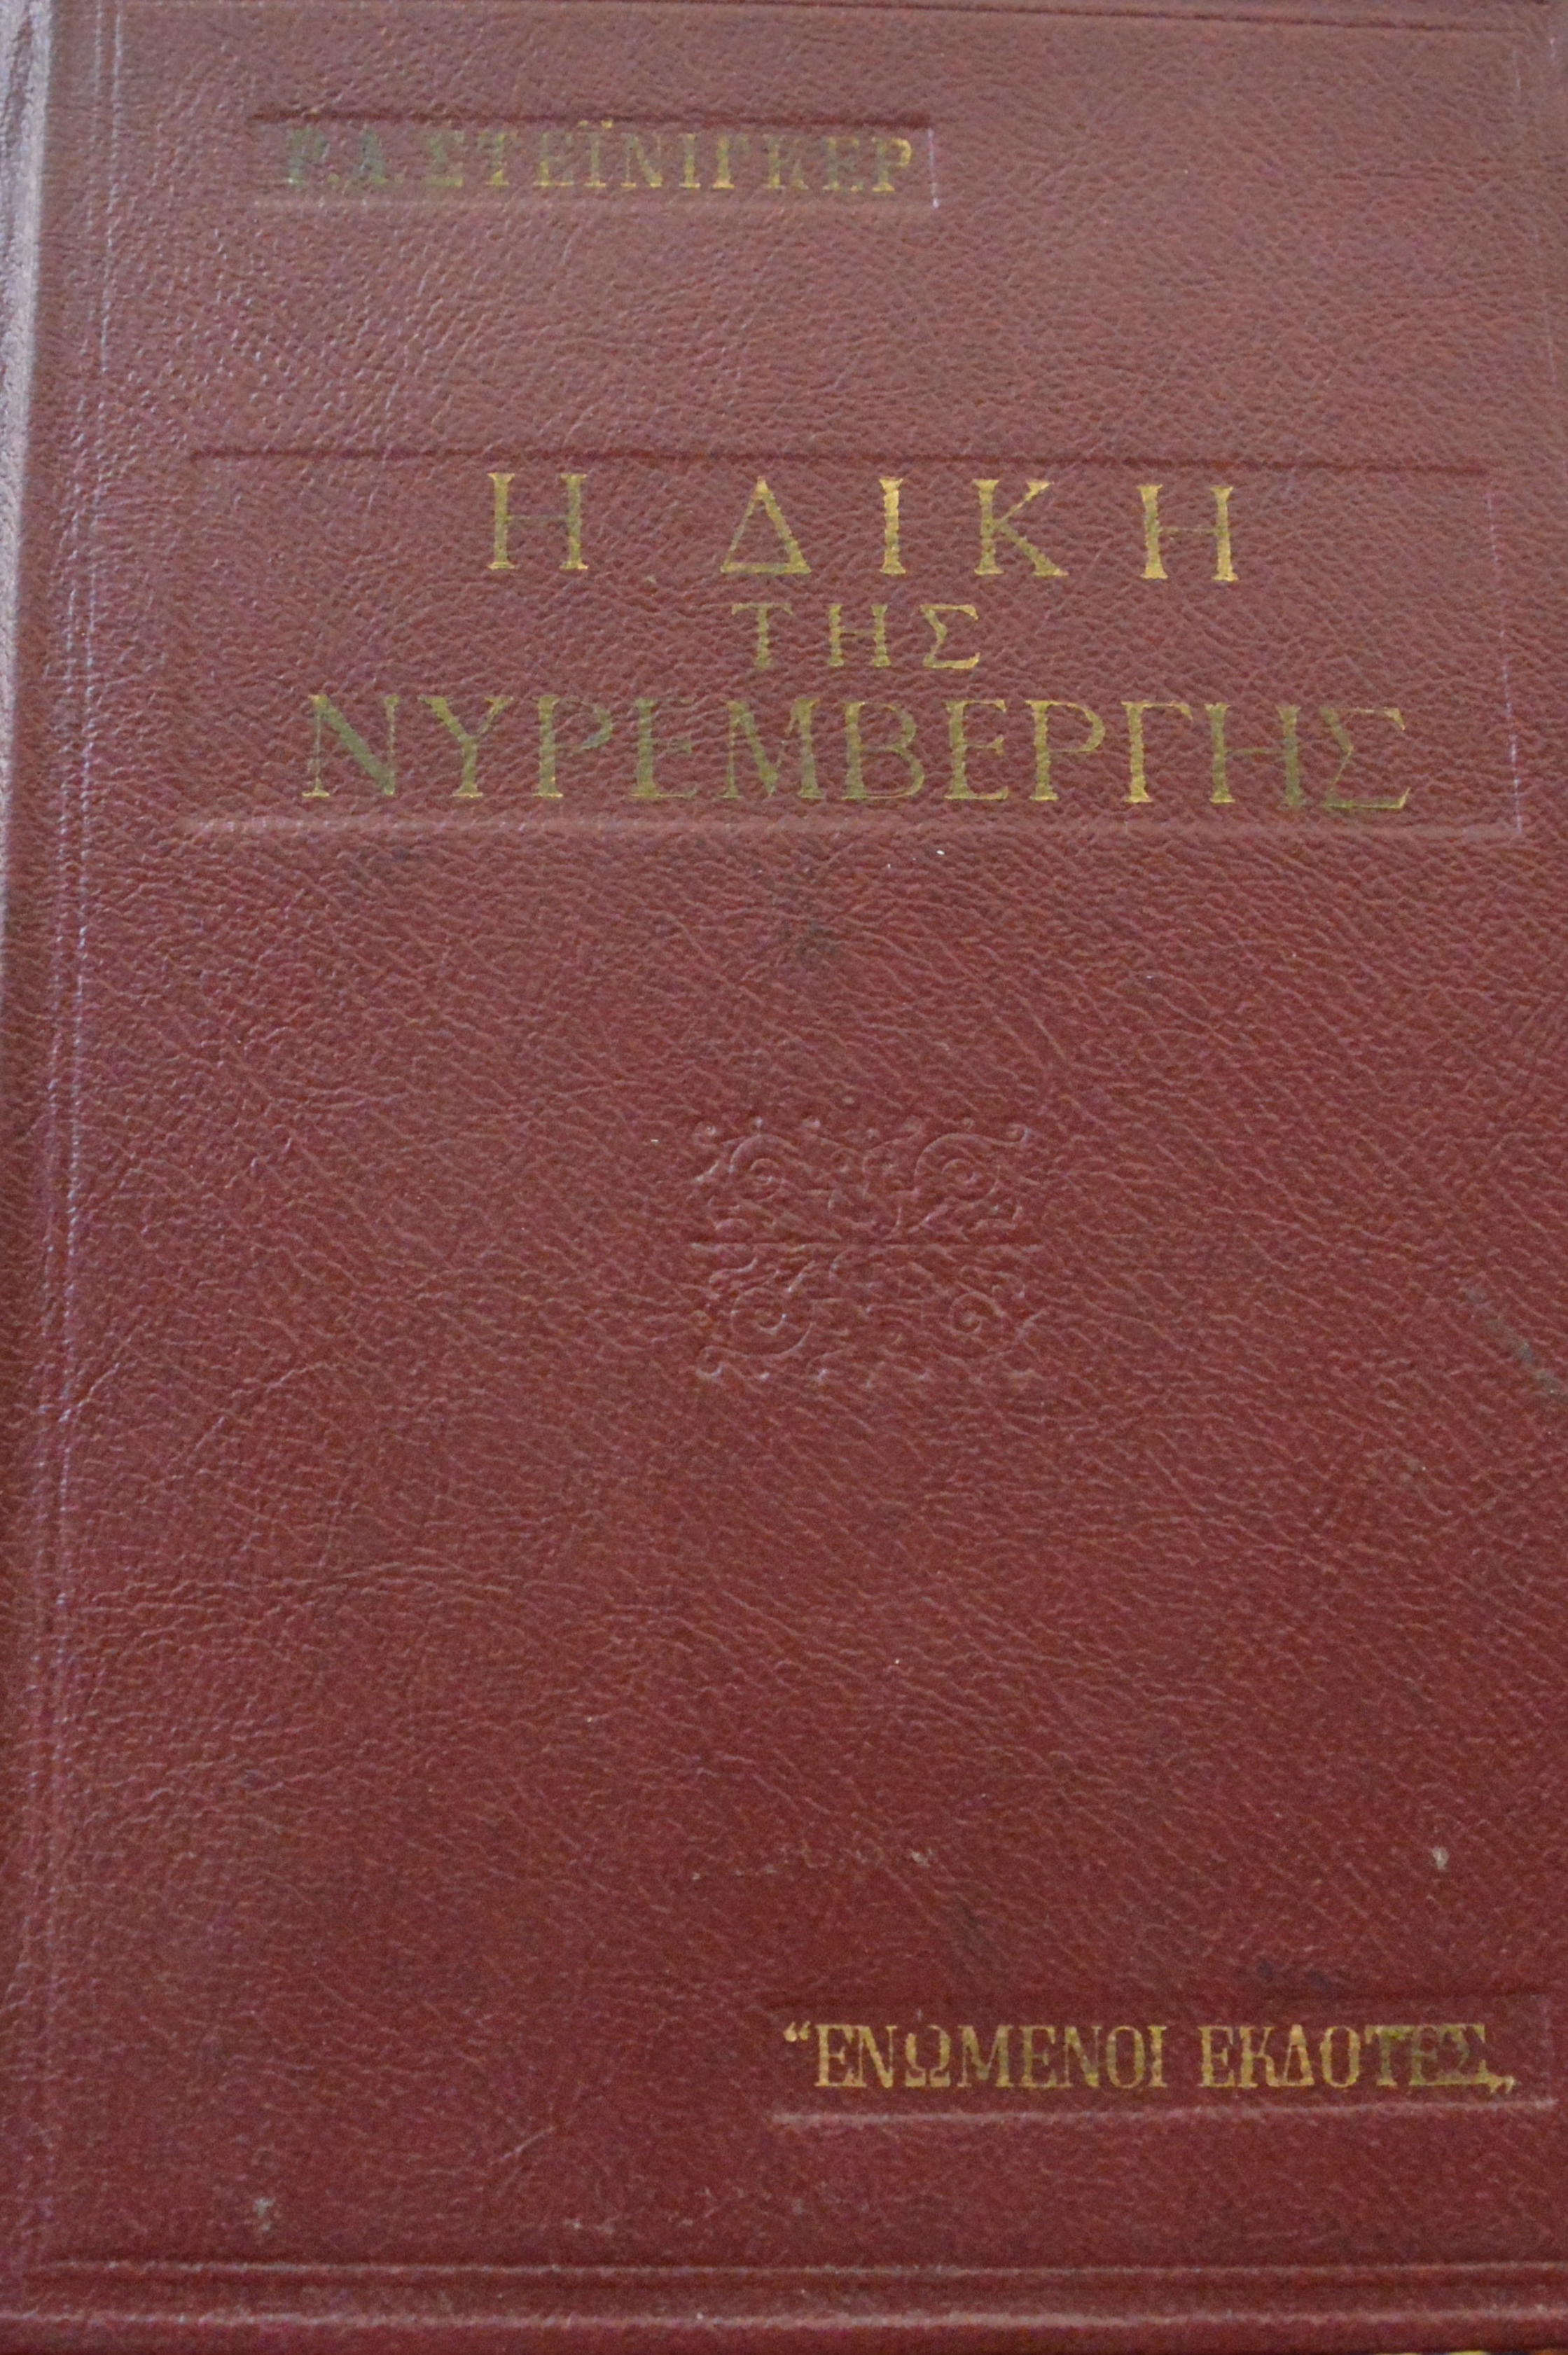 Ρ.Α. ΣΤΕΪΝΙΓΚΕΡ
Η ΔΙΚΗ
ΤΗΣ
ΝΥΡΕΜΒΕΡΓΗΣ
“ΕΝΩΜΕΝΟΙ ΕΚΔΟΤΕΣ„